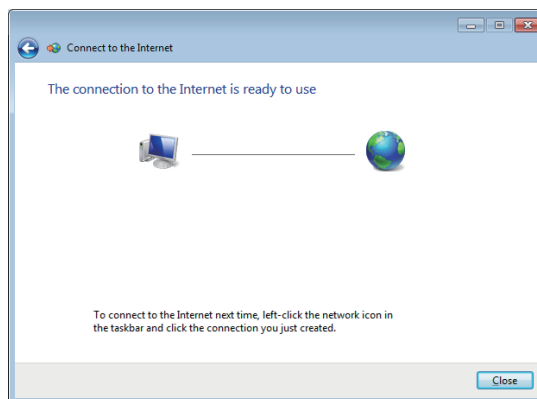 Connect to the Internet
The connection to the Internet is ready to use
To connect to the Internet next time, left-click the network icon in
the taskbar and click the connection you just created.
Close